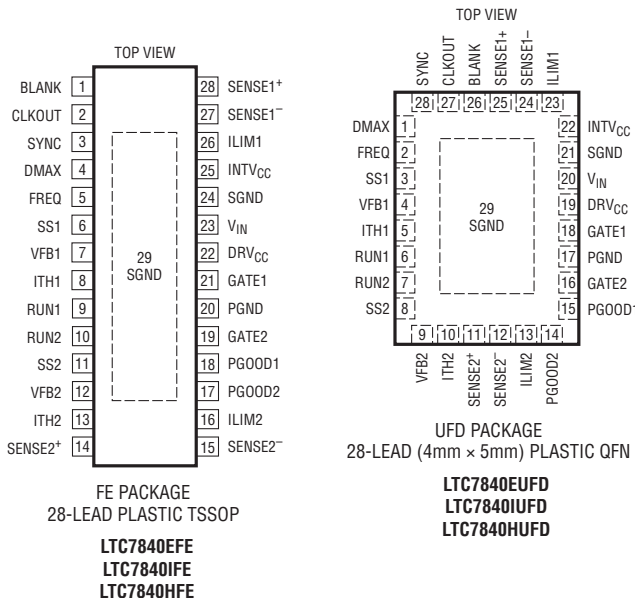 TOP VIEW
BLANK 1
CLKOUT 2
SYNC 3
DMAX 4
FREQ 5
SS1 6
VFB1 7
ITH1 8
RUN1 9
RUN2 10
SS2 11
VFB2 12
ITH2 13
SENSE2+ 14
29
SGND
28 SENSE1+
27 SENSE1–
26 ILIM1
25 INTVCC
24 SGND
23 VIN
22 DRVCC
21 GATE1
20 PGND
19 GATE2
18 PGOOD1
17 PGOOD2
16 ILIM2
15 SENSE2–
FE PACKAGE
28-LEAD PLASTIC TSSOP
LTC7840EFE
LTC7840IFE
LTC7840HFE
TOP VIEW
SYNC
CLKOUT
BLANK
SENSE1+
SENSE1–
ILIM1
28 27 26 25 24 23
DMAX 1
FREQ 2
SS1 3
VFB1 4
ITH1 5
RUN1 6
RUN2 7
SS2 8
29
SGND
22 INTVCC
21 SGND
20 VIN
19 DRVCC
18 GATE1
17 PGND
16 GATE2
15 PGOOD1
9 10 11 12 13 14
VFB2
ITH2
SENSE2+
SENSE2–
ILIM2
PGOOD2
UFD PACKAGE
28-LEAD (4mm × 5mm) PLASTIC QFN
LTC7840EUFD
LTC7840IUFD
LTC7840HUFD